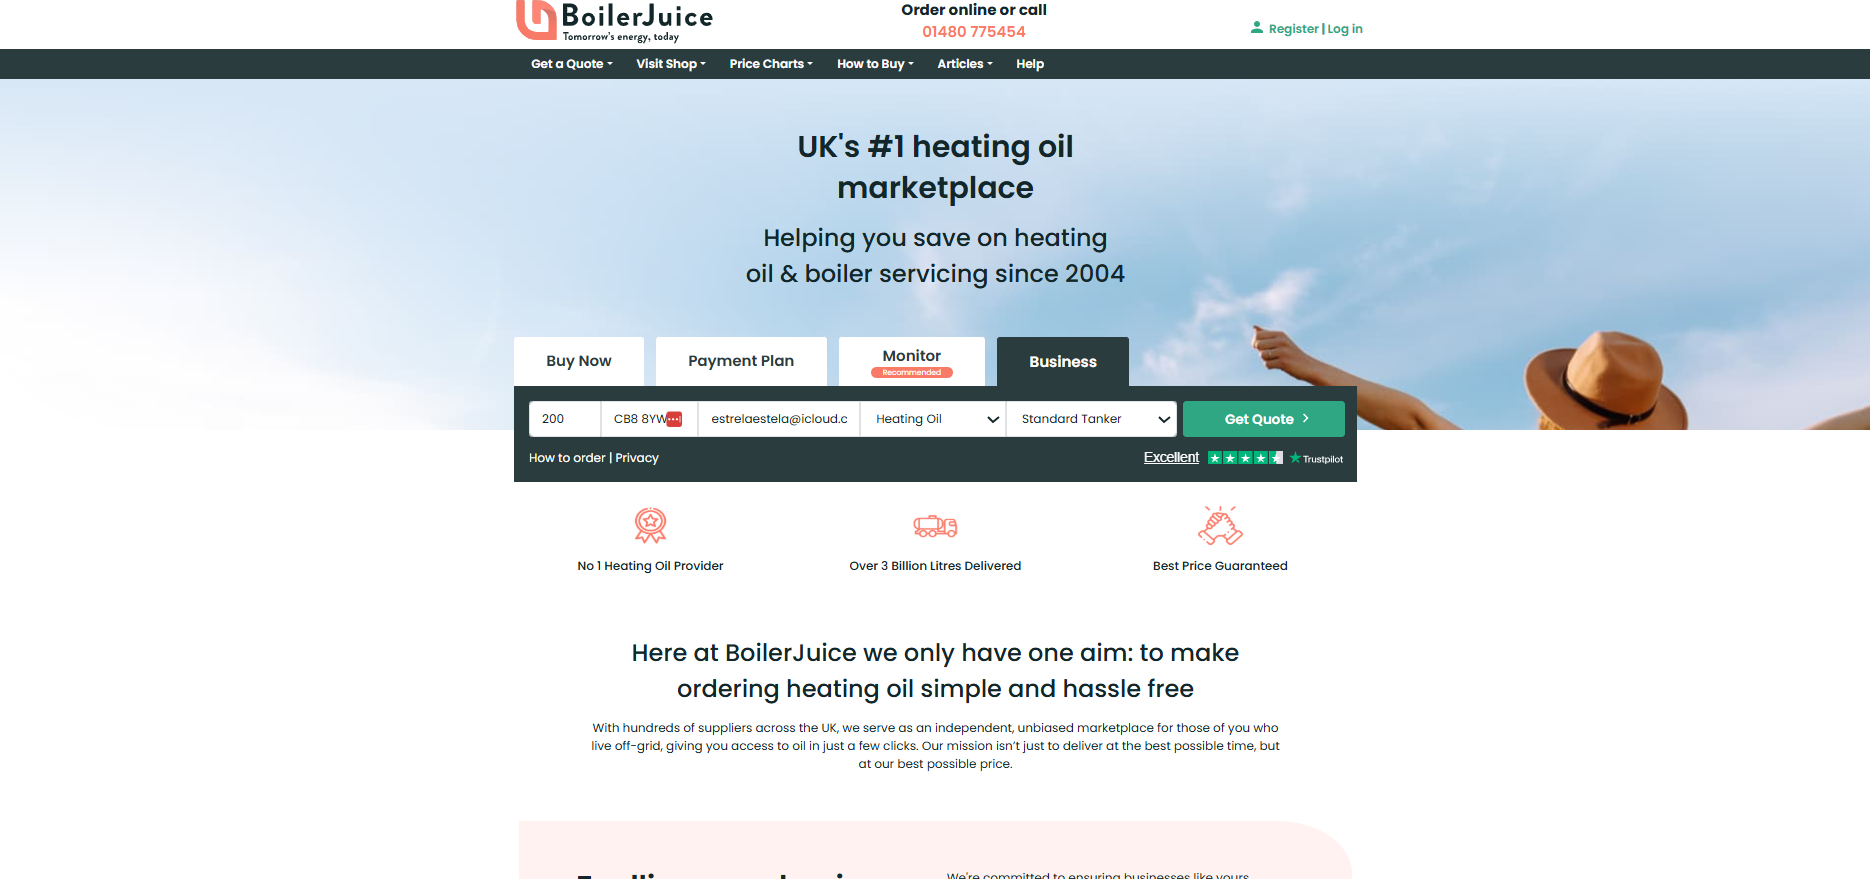 BoilerJuice
Tomorrow's energy, today
Order online or call
01480 775454
Register | Log in
Get a Quote
Visit Shop
Price Charts
How to Buy
Articles
Help
UK's #1 heating oil
marketplace
Helping you save on heating
oil & boiler servicing since 2004
Buy Now
Payment Plan
Monitor
Recommended
Business
200
CB8 8YW
estrelaestela@icloud.c
Heating Oil
Standard Tanker
Get Quote
How to order | Privacy
Excellent
Trustpilot
No 1 Heating Oil Provider
Over 3 Billion Litres Delivered
Best Price Guaranteed
Here at BoilerJuice we only have one aim: to make
ordering heating oil simple and hassle free
With hundreds of suppliers across the UK, we serve as an independent, unbiased marketplace for those of you who
live off-grid, giving you access to oil in just a few clicks. Our mission isn't just to deliver at the best possible time, but
at our best possible price.
We're committed to ensuring businesses like yours